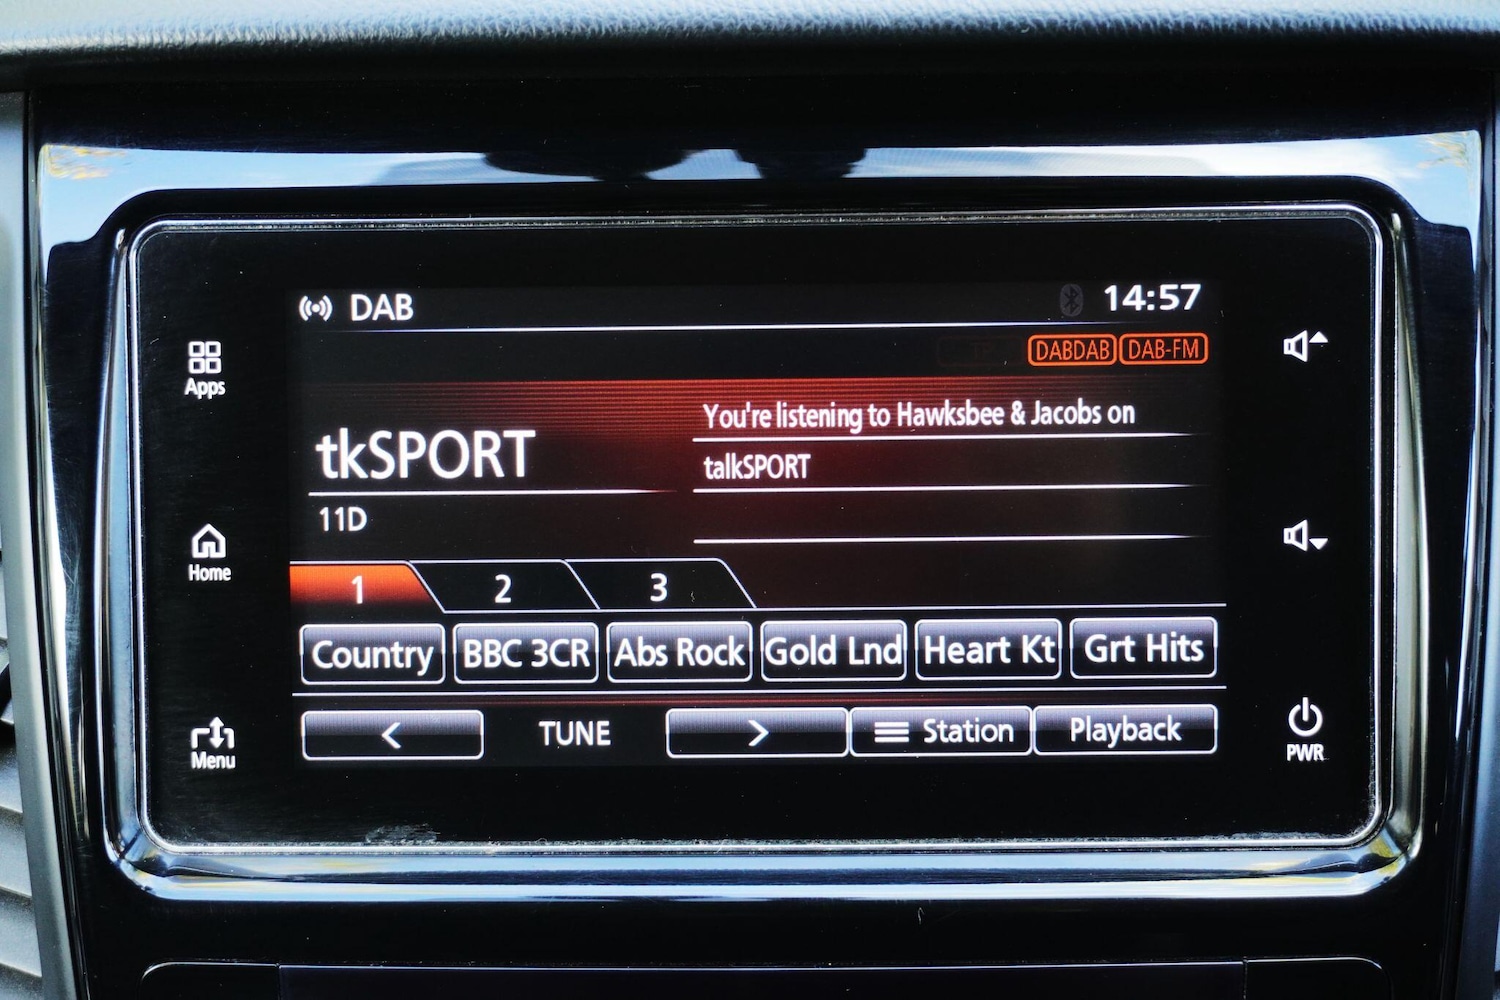 DAB 14:57
DABDAB DAB-FM
Apps
You're listening to Hawksbee & Jacobs on
tkSPORT
talkSPORT
11D
Home
1 2 3
Country BBC 3CR Abs Rock Gold Lnd Heart Kt Grt Hits
< TUNE > Station Playback
Menu
PWR